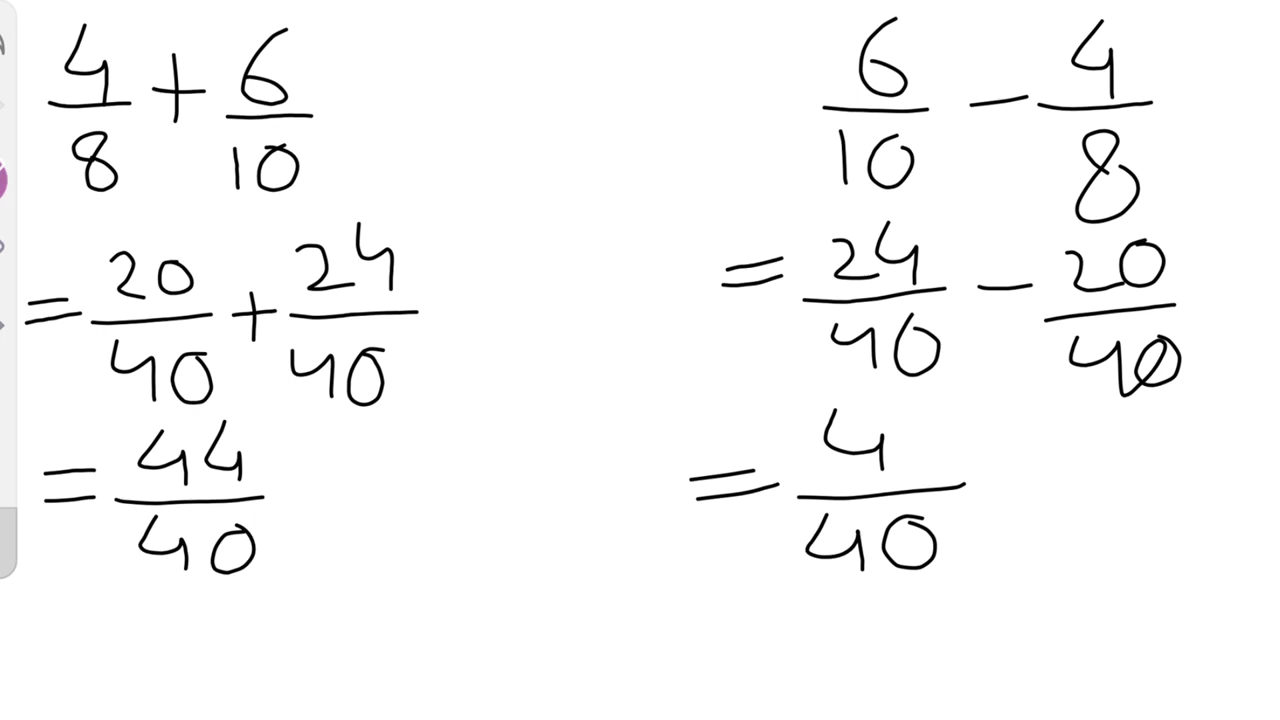 4/8 + 6/10
= 20/40 + 24/40
= 44/40
6/10 - 4/8
= 24/40 - 20/40
= 4/40